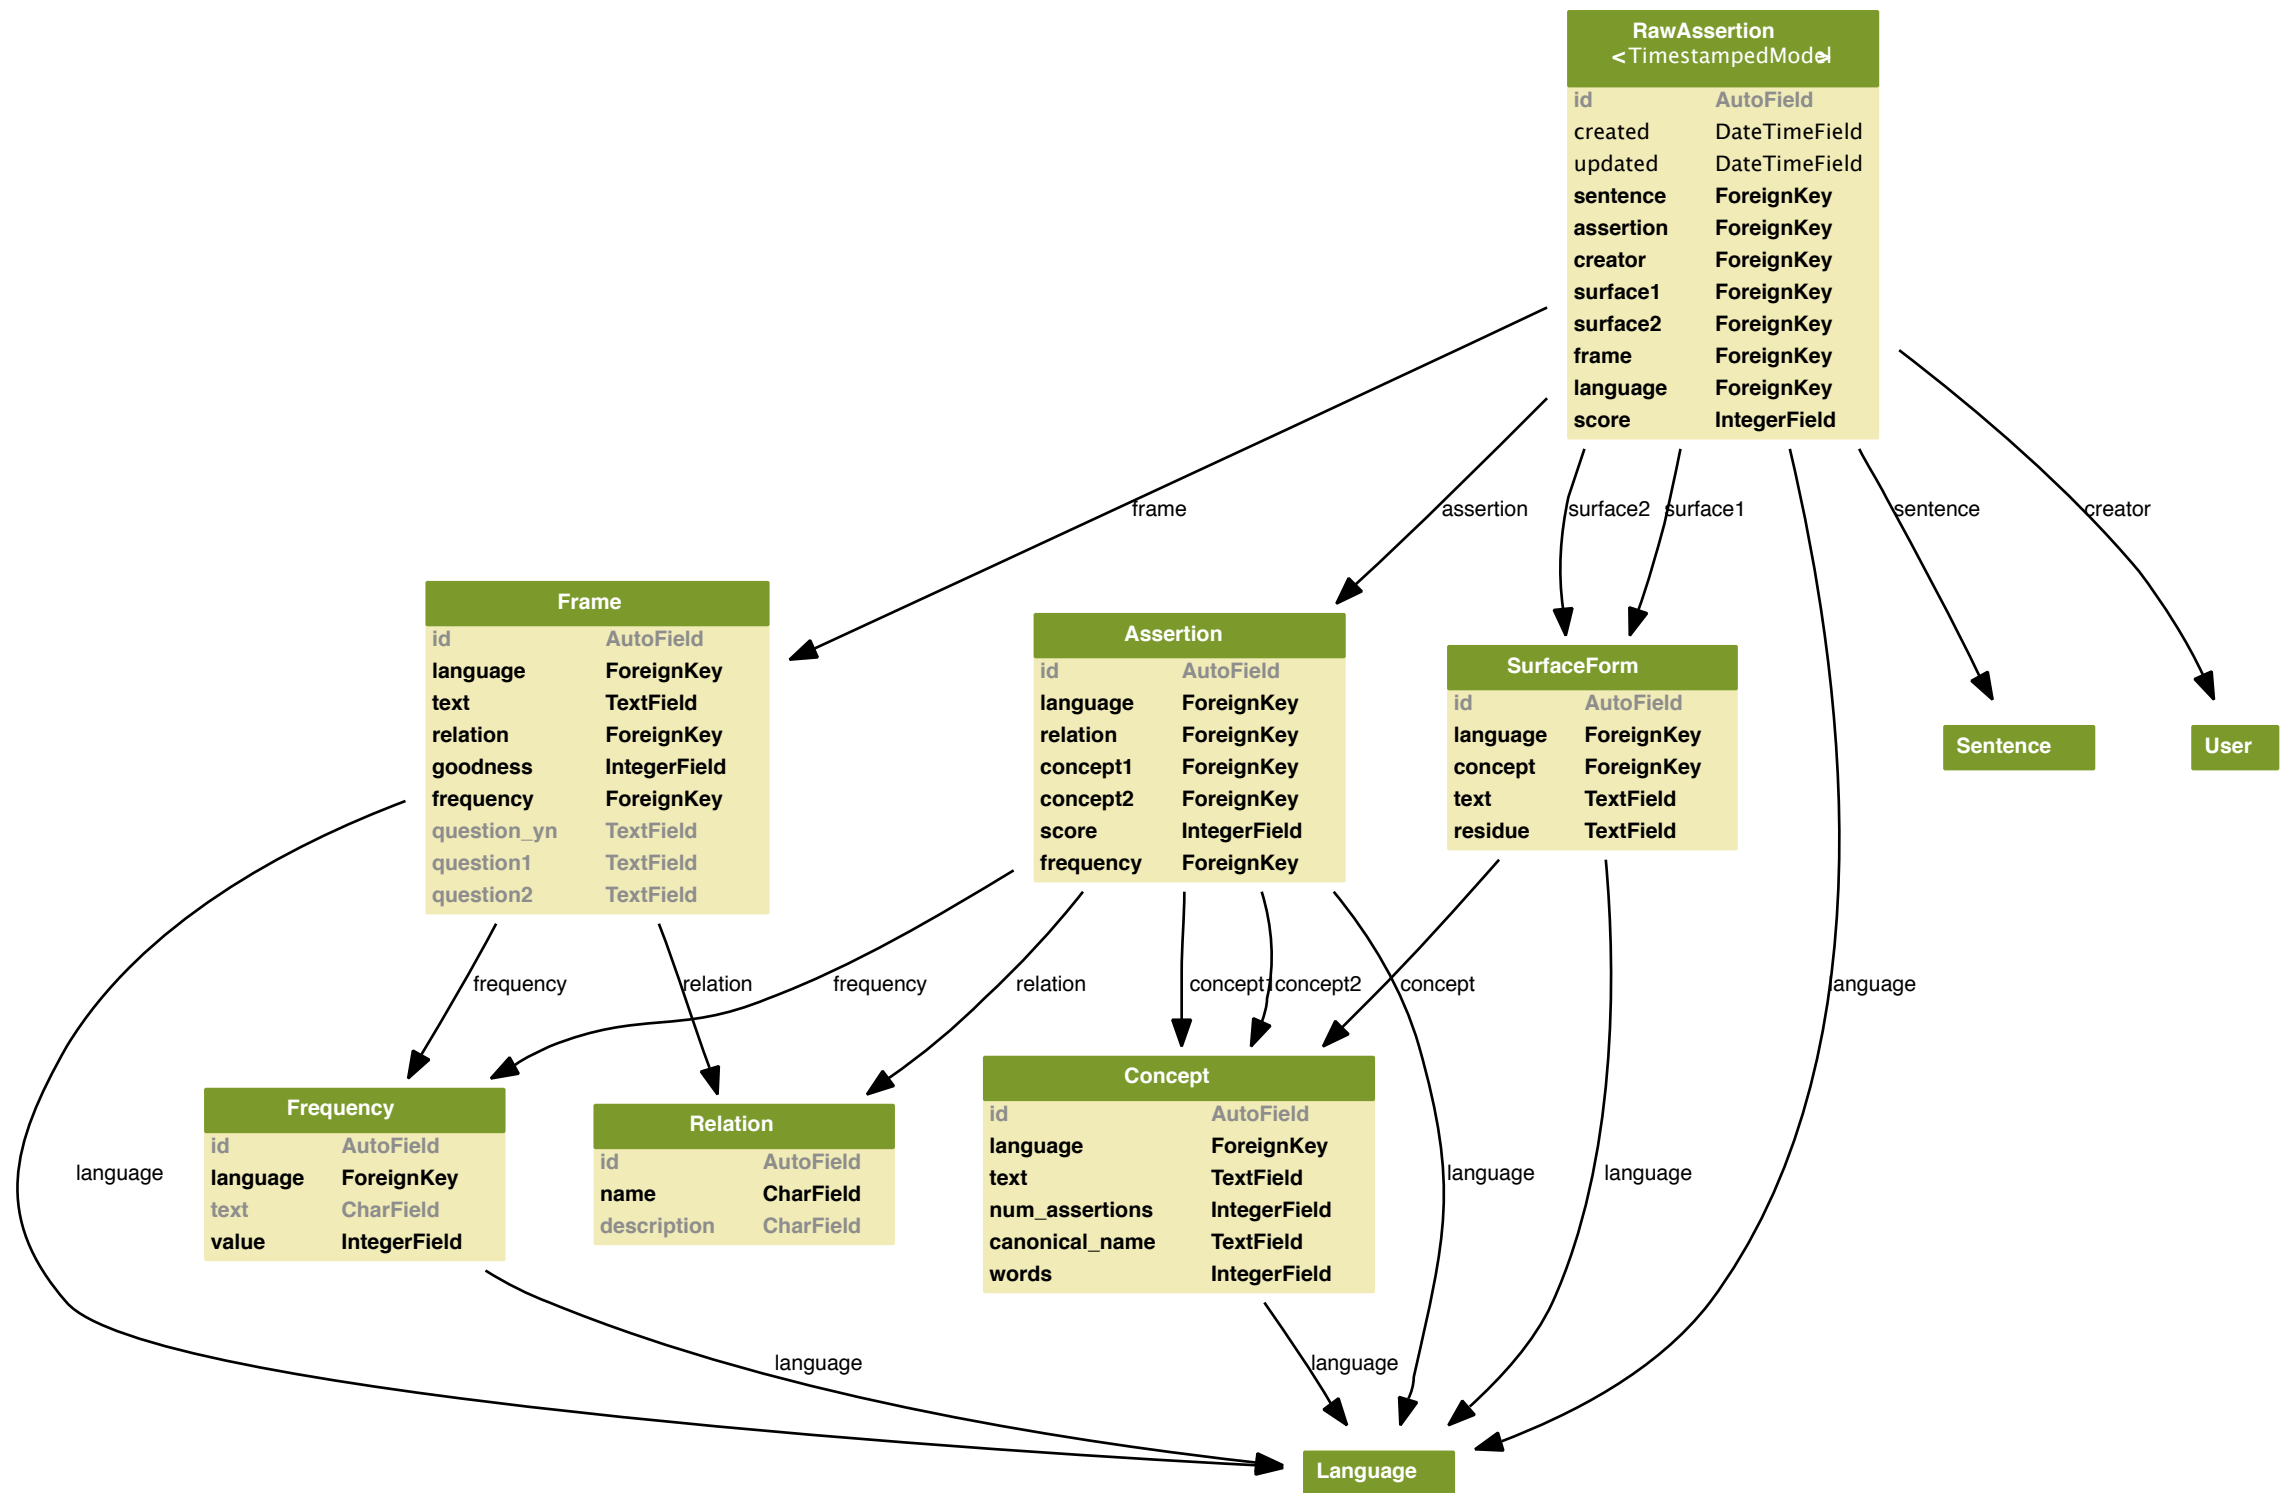 RawAssertion
<TimestampedModel>
id AutoField
created DateTimeField
updated DateTimeField
sentence ForeignKey
assertion ForeignKey
creator ForeignKey
surface1 ForeignKey
surface2 ForeignKey
frame ForeignKey
language ForeignKey
score IntegerField
frame
assertion
surface2
surface1
sentence
creator
Frame
id AutoField
language ForeignKey
text TextField
relation ForeignKey
goodness IntegerField
frequency ForeignKey
question_yn TextField
question1 TextField
question2 TextField
Assertion
id AutoField
language ForeignKey
relation ForeignKey
concept1 ForeignKey
concept2 ForeignKey
score IntegerField
frequency ForeignKey
SurfaceForm
id AutoField
language ForeignKey
concept ForeignKey
text TextField
residue TextField
Sentence
User
frequency
relation
frequency
relation
concept1
concept2
concept
language
Frequency
id AutoField
language ForeignKey
text CharField
value IntegerField
Relation
id AutoField
name CharField
description CharField
Concept
id AutoField
language ForeignKey
text TextField
num_assertions IntegerField
canonical_name TextField
words IntegerField
language
language
language
language
language
Language